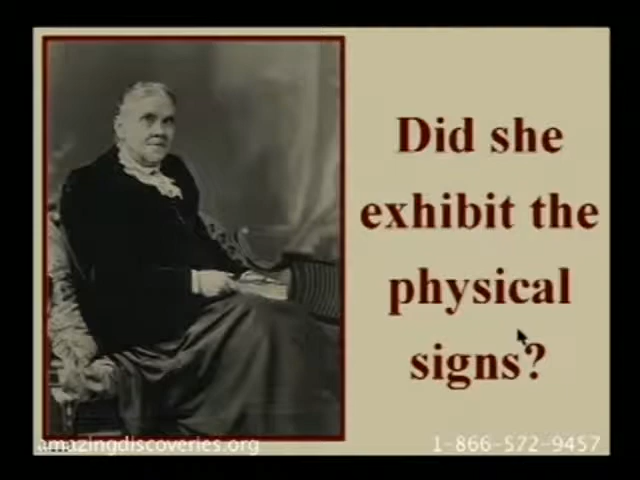 Did she
exhibit the
physical
signs?
amazingdiscoveries.org
1-866-572-9457